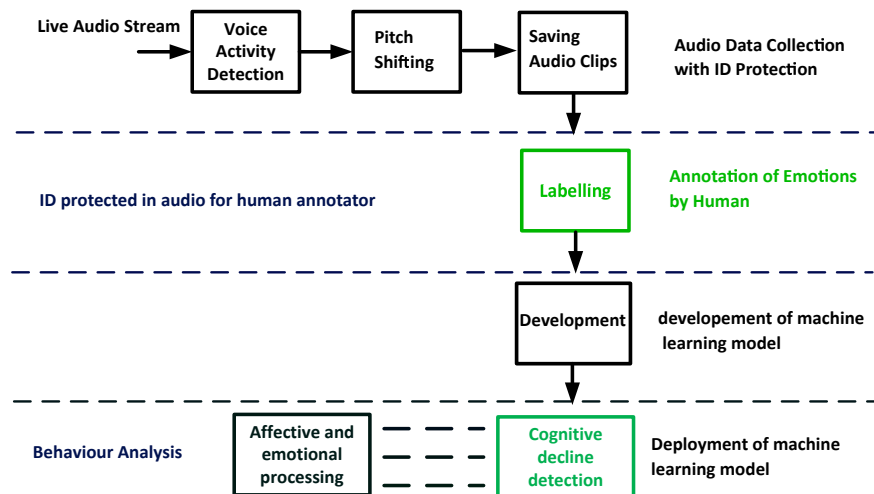 Live Audio Stream
Voice
Activity
Detection
Pitch
Shifting
Saving
Audio Clips
Audio Data Collection
with ID Protection
ID protected in audio for human annotator
Labelling
Annotation of Emotions
by Human
Development
developement of machine
learning model
Behaviour Analysis
Affective and
emotional
processing
Cognitive
decline
detection
Deployment of machine
learning model